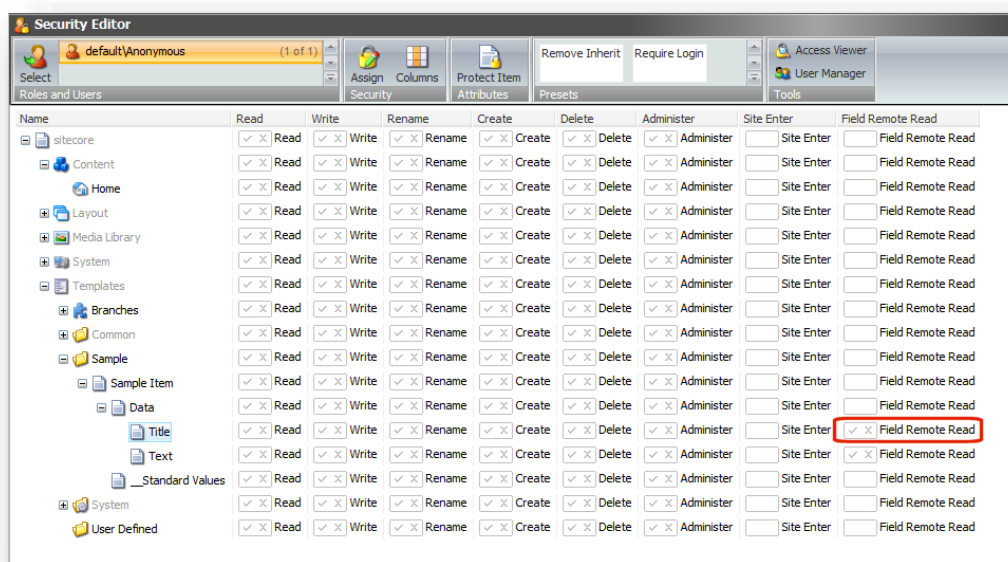 Security Editor
default\Anonymous (1 of 1)
Select
Roles and Users
Assign Columns
Security
Protect Item
Attributes
Remove Inherit Require Login
Presets
Access Viewer
User Manager
Tools
Name Read Write Rename Create Delete Administer Site Enter Field Remote Read
sitecore Read Write Rename Create Delete Administer Site Enter Field Remote Read
Content Read Write Rename Create Delete Administer Site Enter Field Remote Read
Home Read Write Rename Create Delete Administer Site Enter Field Remote Read
Layout Read Write Rename Create Delete Administer Site Enter Field Remote Read
Media Library Read Write Rename Create Delete Administer Site Enter Field Remote Read
System Read Write Rename Create Delete Administer Site Enter Field Remote Read
Templates Read Write Rename Create Delete Administer Site Enter Field Remote Read
Branches Read Write Rename Create Delete Administer Site Enter Field Remote Read
Common Read Write Rename Create Delete Administer Site Enter Field Remote Read
Sample Read Write Rename Create Delete Administer Site Enter Field Remote Read
Sample Item Read Write Rename Create Delete Administer Site Enter Field Remote Read
Data Read Write Rename Create Delete Administer Site Enter Field Remote Read
Title Read Write Rename Create Delete Administer Site Enter Field Remote Read
Text Read Write Rename Create Delete Administer Site Enter Field Remote Read
__Standard Values Read Write Rename Create Delete Administer Site Enter Field Remote Read
System Read Write Rename Create Delete Administer Site Enter Field Remote Read
User Defined Read Write Rename Create Delete Administer Site Enter Field Remote Read